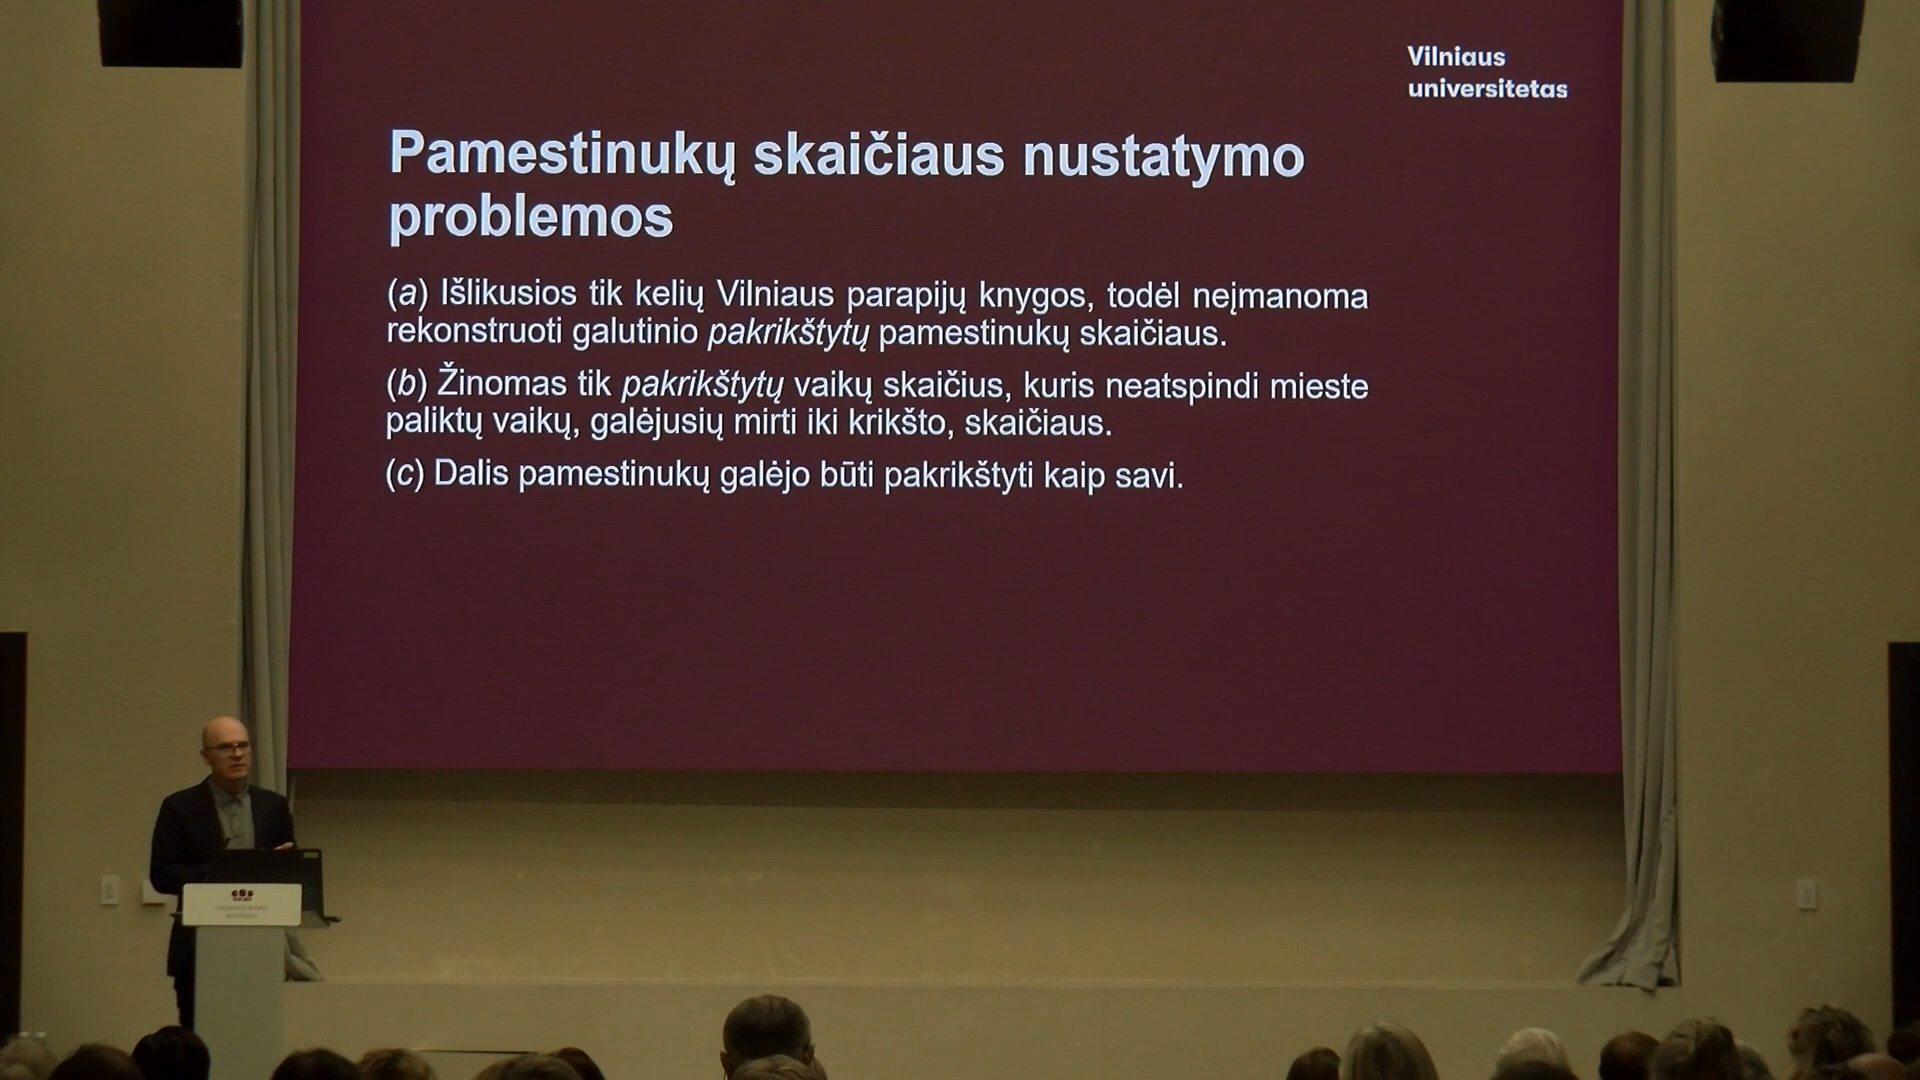 Vilniaus
universitetas
Pamestinukų skaičiaus nustatymo
problemos
(a) Išlikusios tik kelių Vilniaus parapijų knygos, todėl neįmanoma
rekonstruoti galutinio pakrikštytų pamestinukų skaičiaus.
(b) Žinomas tik pakrikštytų vaikų skaičius, kuris neatspindi mieste
paliktų vaikų, galėjusių mirti iki krikšto, skaičiaus.
(c) Dalis pamestinukų galėjo būti pakrikštyti kaip savi.